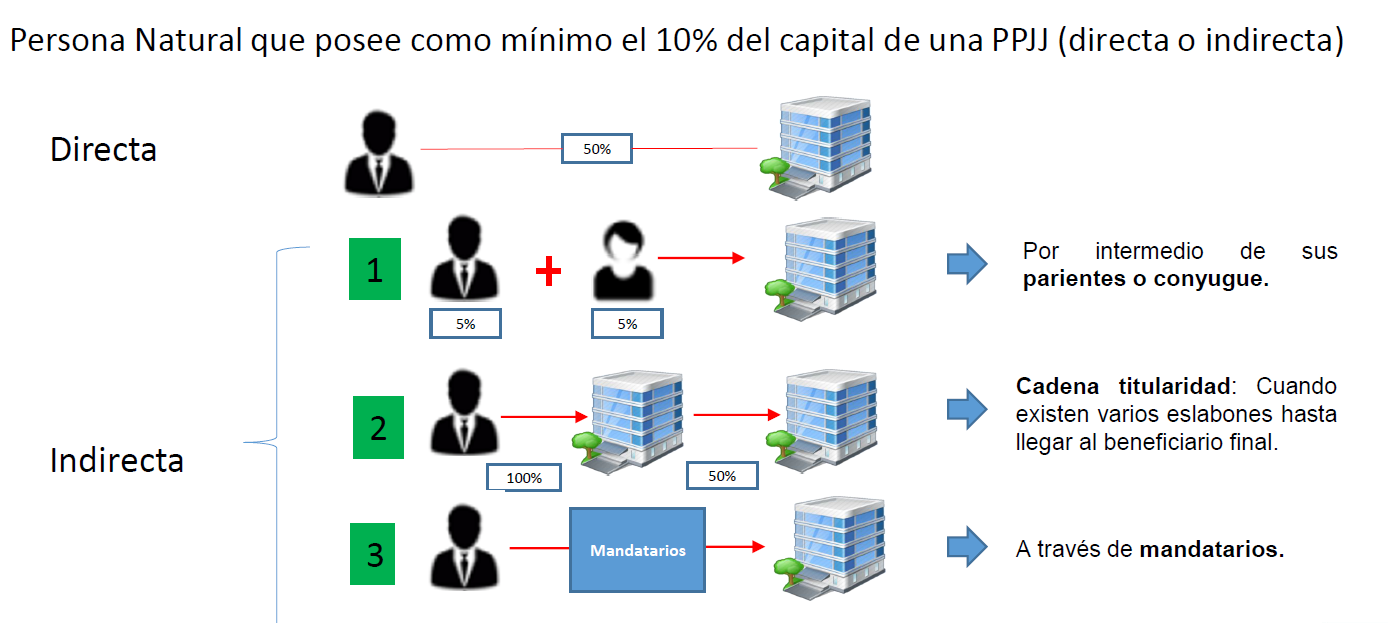 Persona Natural que posee como mínimo el 10% del capital de una PPJJ (directa o indirecta)
Directa
50%
1
+
5%
5%
Por intermedio de sus
parientes o conyugue.
Indirecta
2
100%
50%
Cadena titularidad: Cuando
existen varios eslabones hasta
llegar al beneficiario final.
3
Mandatarios
A través de mandatarios.